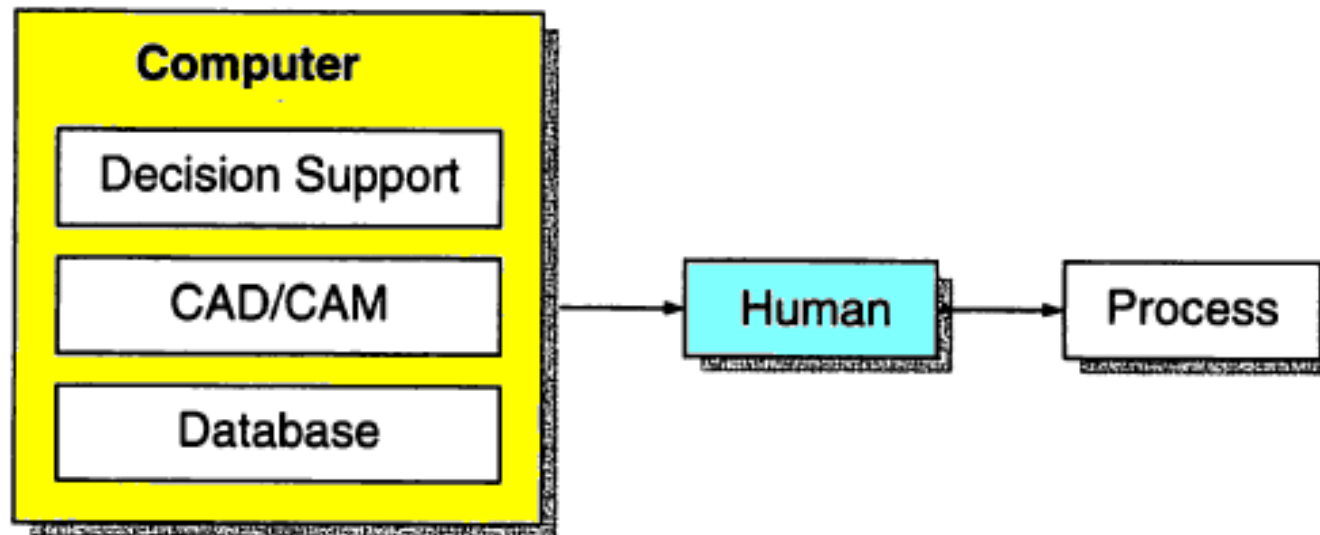 Computer
Decision Support
CAD/CAM
Database
Human
Process